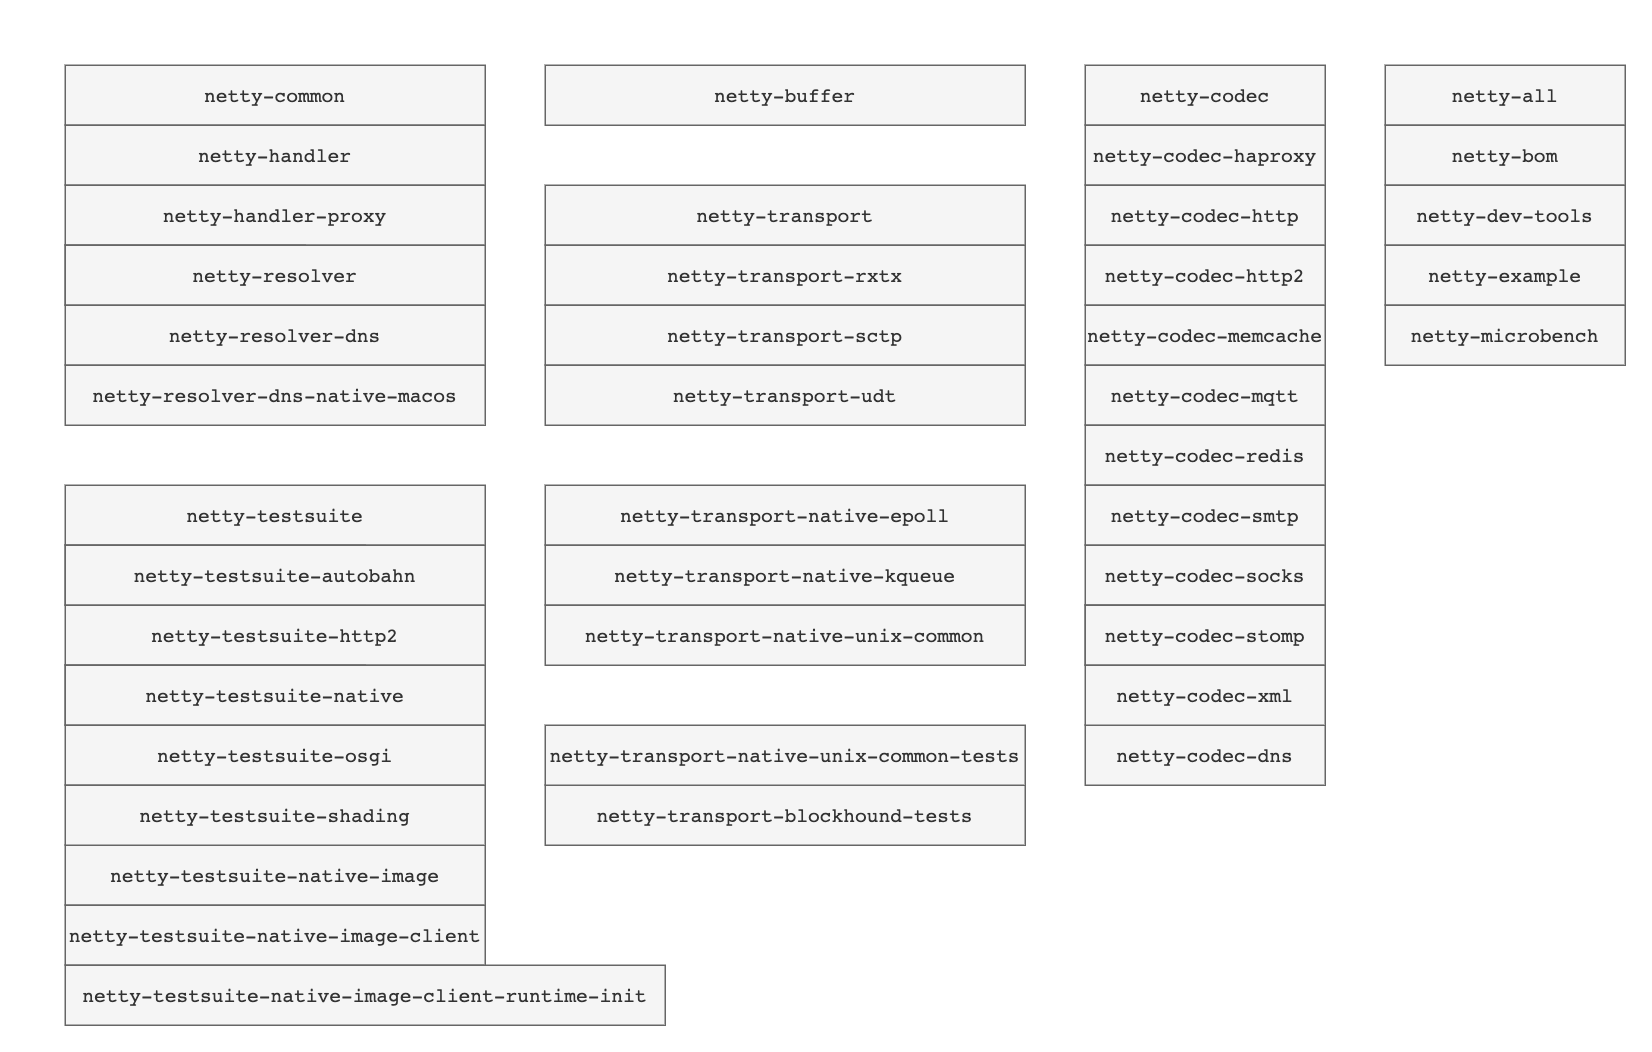 netty-common
netty-handler
netty-handler-proxy
netty-resolver
netty-resolver-dns
netty-resolver-dns-native-macos
netty-testsuite
netty-testsuite-autobahn
netty-testsuite-http2
netty-testsuite-native
netty-testsuite-osgi
netty-testsuite-shading
netty-testsuite-native-image
netty-testsuite-native-image-client
netty-testsuite-native-image-client-runtime-init
netty-buffer
netty-transport
netty-transport-rxtx
netty-transport-sctp
netty-transport-udt
netty-transport-native-epoll
netty-transport-native-kqueue
netty-transport-native-unix-common
netty-transport-native-unix-common-tests
netty-transport-blockhound-tests
netty-codec
netty-codec-haproxy
netty-codec-http
netty-codec-http2
netty-codec-memcache
netty-codec-mqtt
netty-codec-redis
netty-codec-smtp
netty-codec-socks
netty-codec-stomp
netty-codec-xml
netty-codec-dns
netty-all
netty-bom
netty-dev-tools
netty-example
netty-microbench